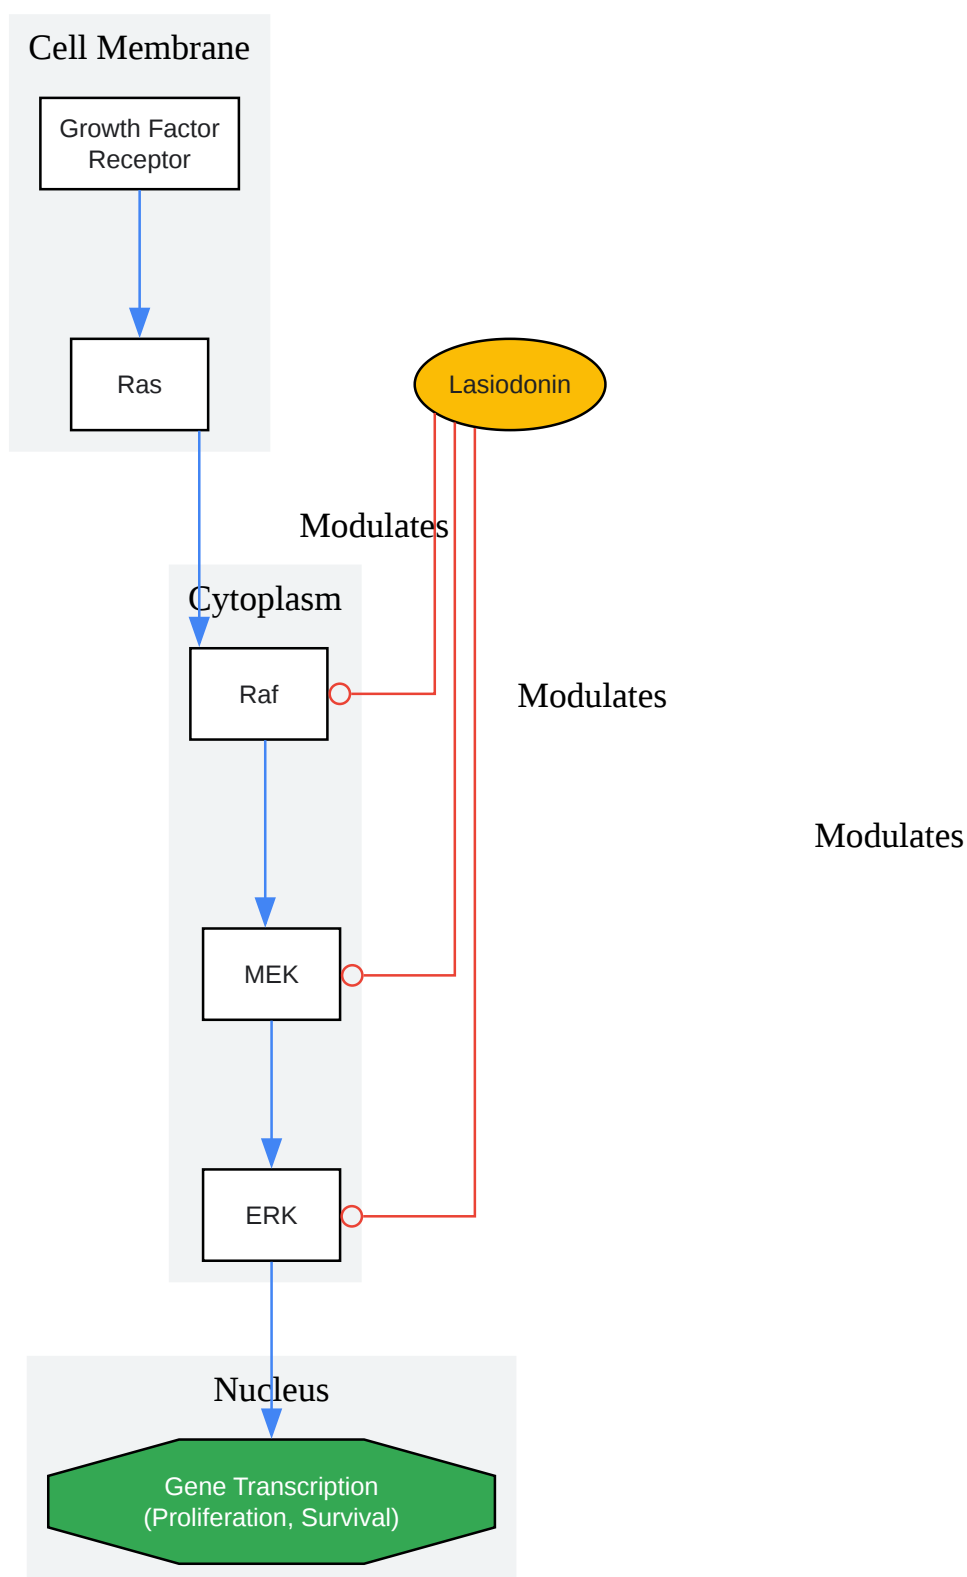 Cell Membrane
Growth Factor
Receptor
Ras
Lasiodonin
Modulates
Cytoplasm
Raf
Modulates
Modulates
MEK
ERK
Nucleus
Gene Transcription
(Proliferation, Survival)